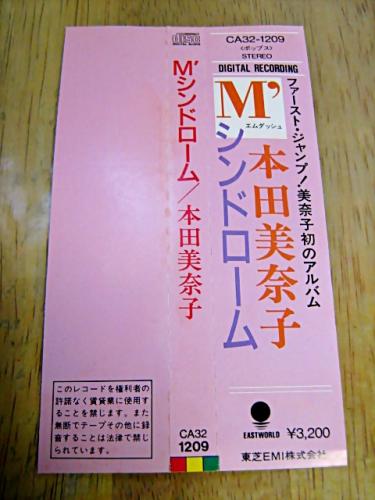 COMPACT
disc
DIGITAL AUDIO
CA32-1209
〈ポップス〉
STEREO
DIGITAL RECORDING
M'
エムダッシュ
シンドローム
本田美奈子
ファースト・ジャンプ!美奈子初のアルバム
EASTWORLD
¥3,200
東芝EMI株式会社
M'シンドローム/本田美奈子
CA32
1209
このレコードを権利者の
許諾なく賃貸業に使用す
ることを禁じます。また
無断でテープその他に録
音することは法律で禁じ
られています。